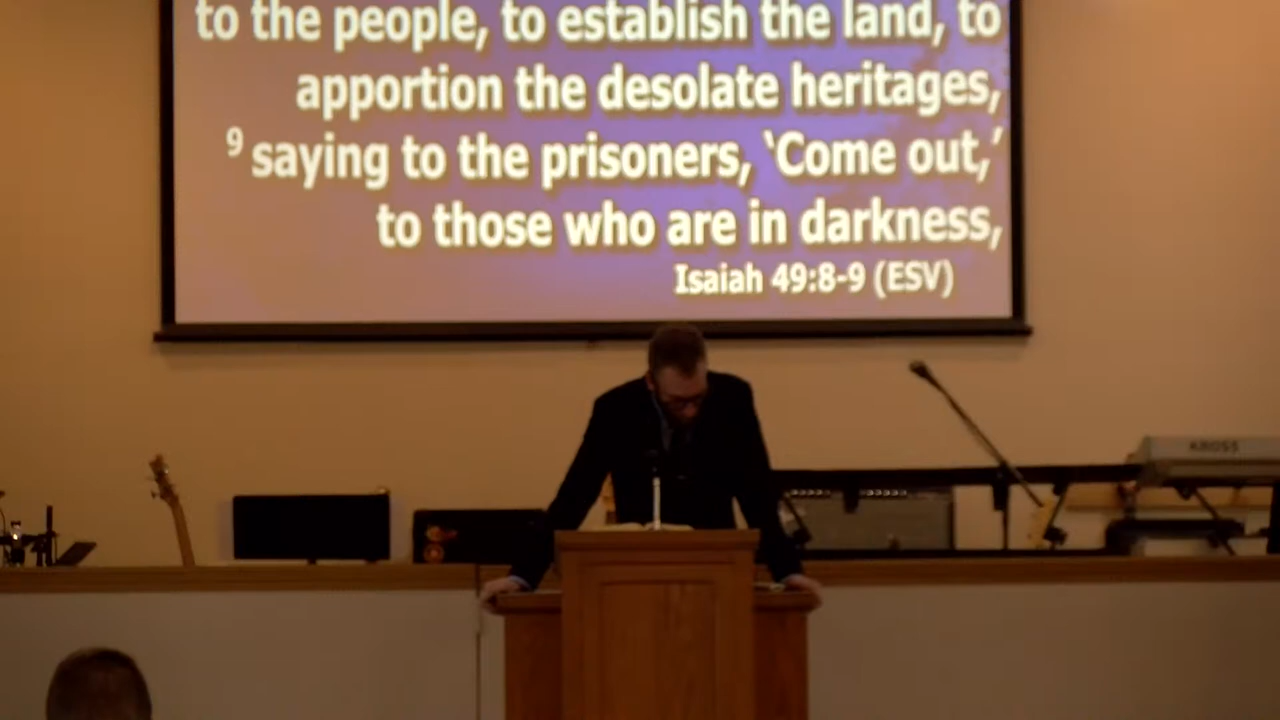 to the people, to establish the land, to
apportion the desolate heritages,
9 saying to the prisoners, ‘Come out,’
to those who are in darkness,
Isaiah 49:8-9 (ESV)
KROSS